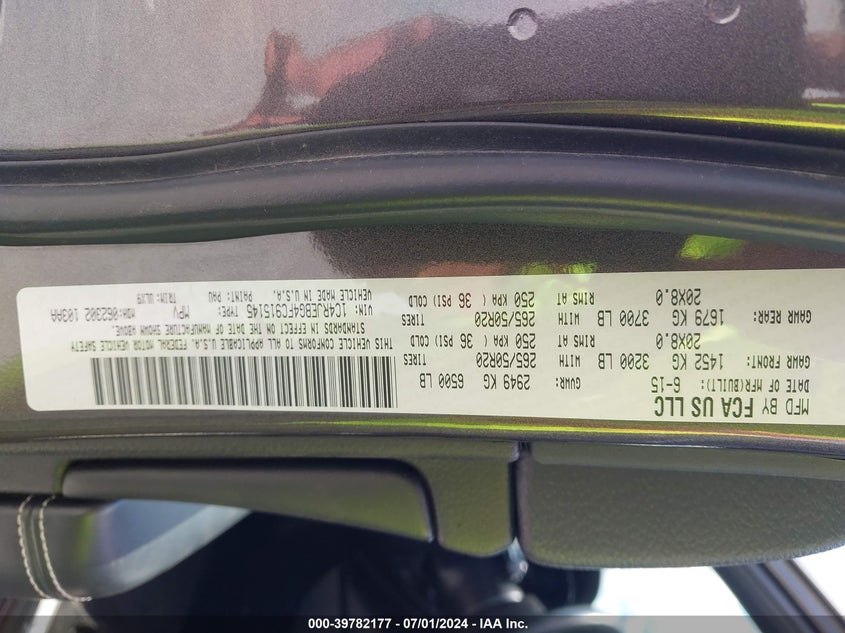 MFD BY FCA US LLC
DATE OF MFR(BUILT): 6-15 GVWR: 2949 KG 6500 LB
GAWR FRONT: 1452 KG 3200 LB WITH TIRES 265/50R20
20X8.0 RIMS AT 250 KPA ( 36 PSI) COLD
GAWR REAR: 1679 KG 3700 LB WITH TIRES 265/50R20
20X8.0 RIMS AT 250 KPA ( 36 PSI) COLD
THIS VEHICLE CONFORMS TO ALL APPLICABLE U.S.A. FEDERAL MOTOR VEHICLE SAFETY
STANDARDS IN EFFECT ON THE DATE OF MANUFACTURE SHOWN ABOVE.
VIN: 1C4RJEBG4FC915145 TYPE: MPV MDH: 062302 103AA
VEHICLE MADE IN U.S.A. PAINT: PAU TRIM: ULX9
000-39782177 - 07/01/2024 - IAA Inc.